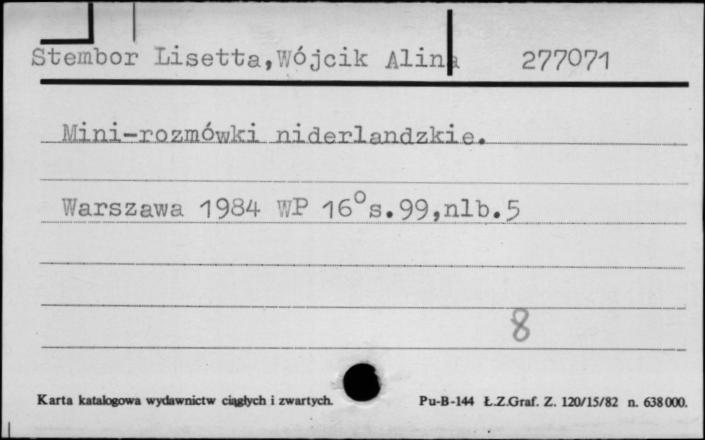 Stembor Lisetta,Wójcik Alina 277071
Mini-rozmówki niderlandzkie.
Warszawa 1984 WP 16° s.99,nlb.5
8
Karta katalogowa wydawnictw ciągłych i zwartych. Pu-B-144 Ł.Z.Graf. Z. 120/15/82 n. 638000.